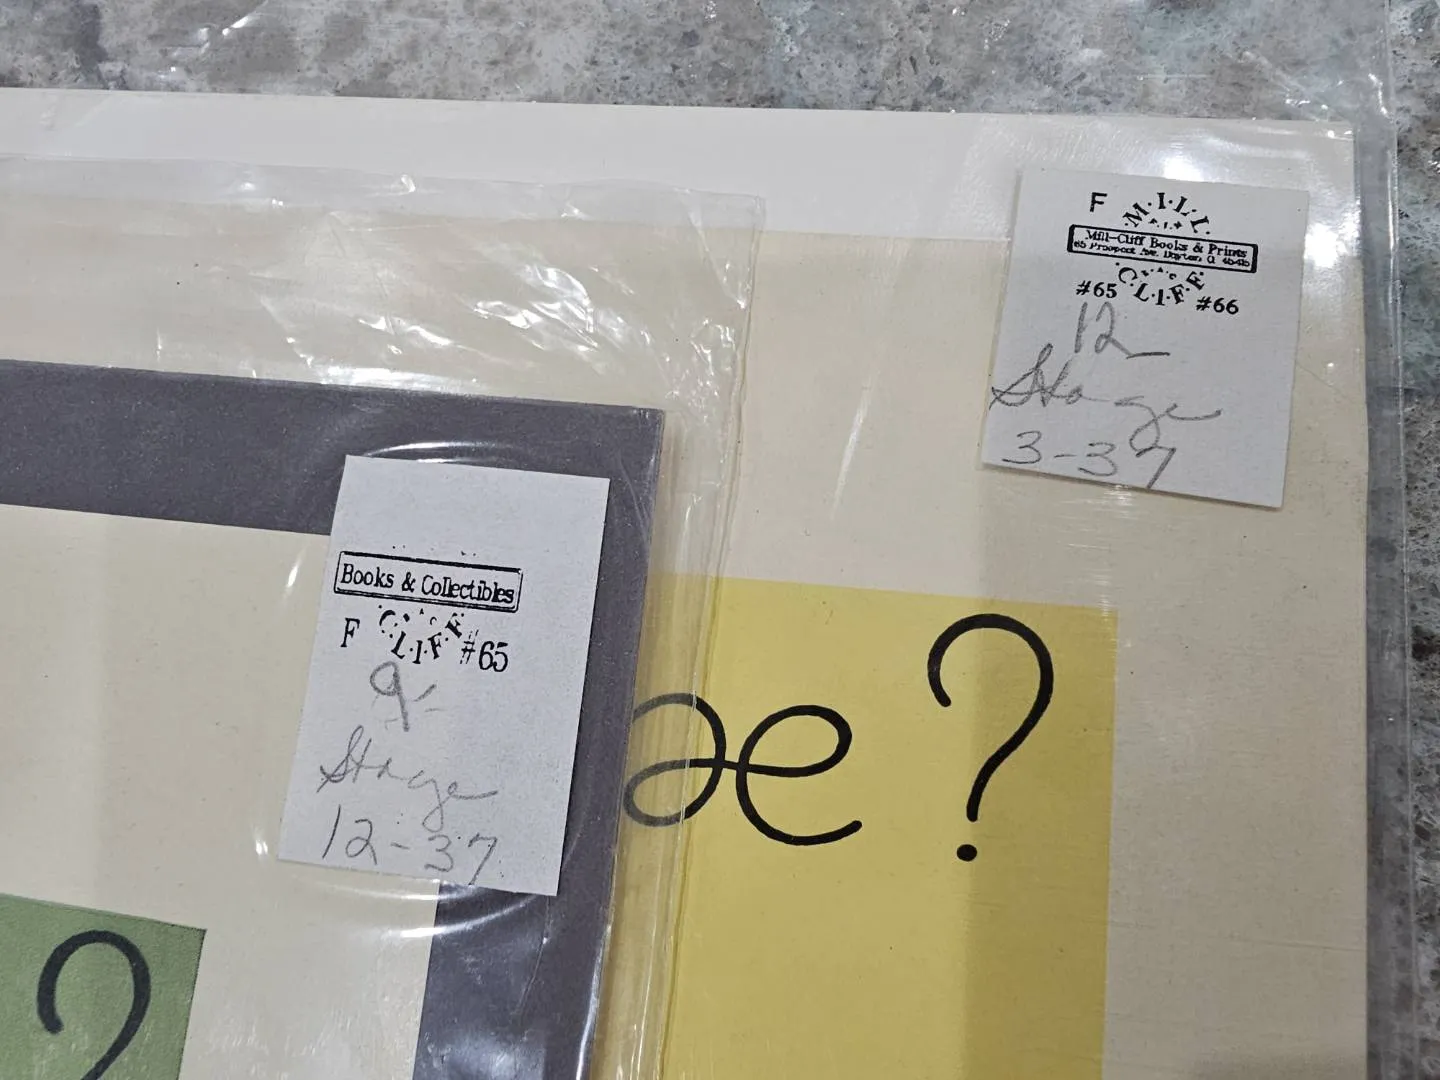 F M·I·L·L
Mill-Cliff Books & Prints
65 Prospect Ave. Dayton, O. 45415
C·L·I·F·F
#65 #66
12
Stage
3-37
Books & Collectibles
F C·L·I·F·F #65
9-
Stage
12-37
æ?
?